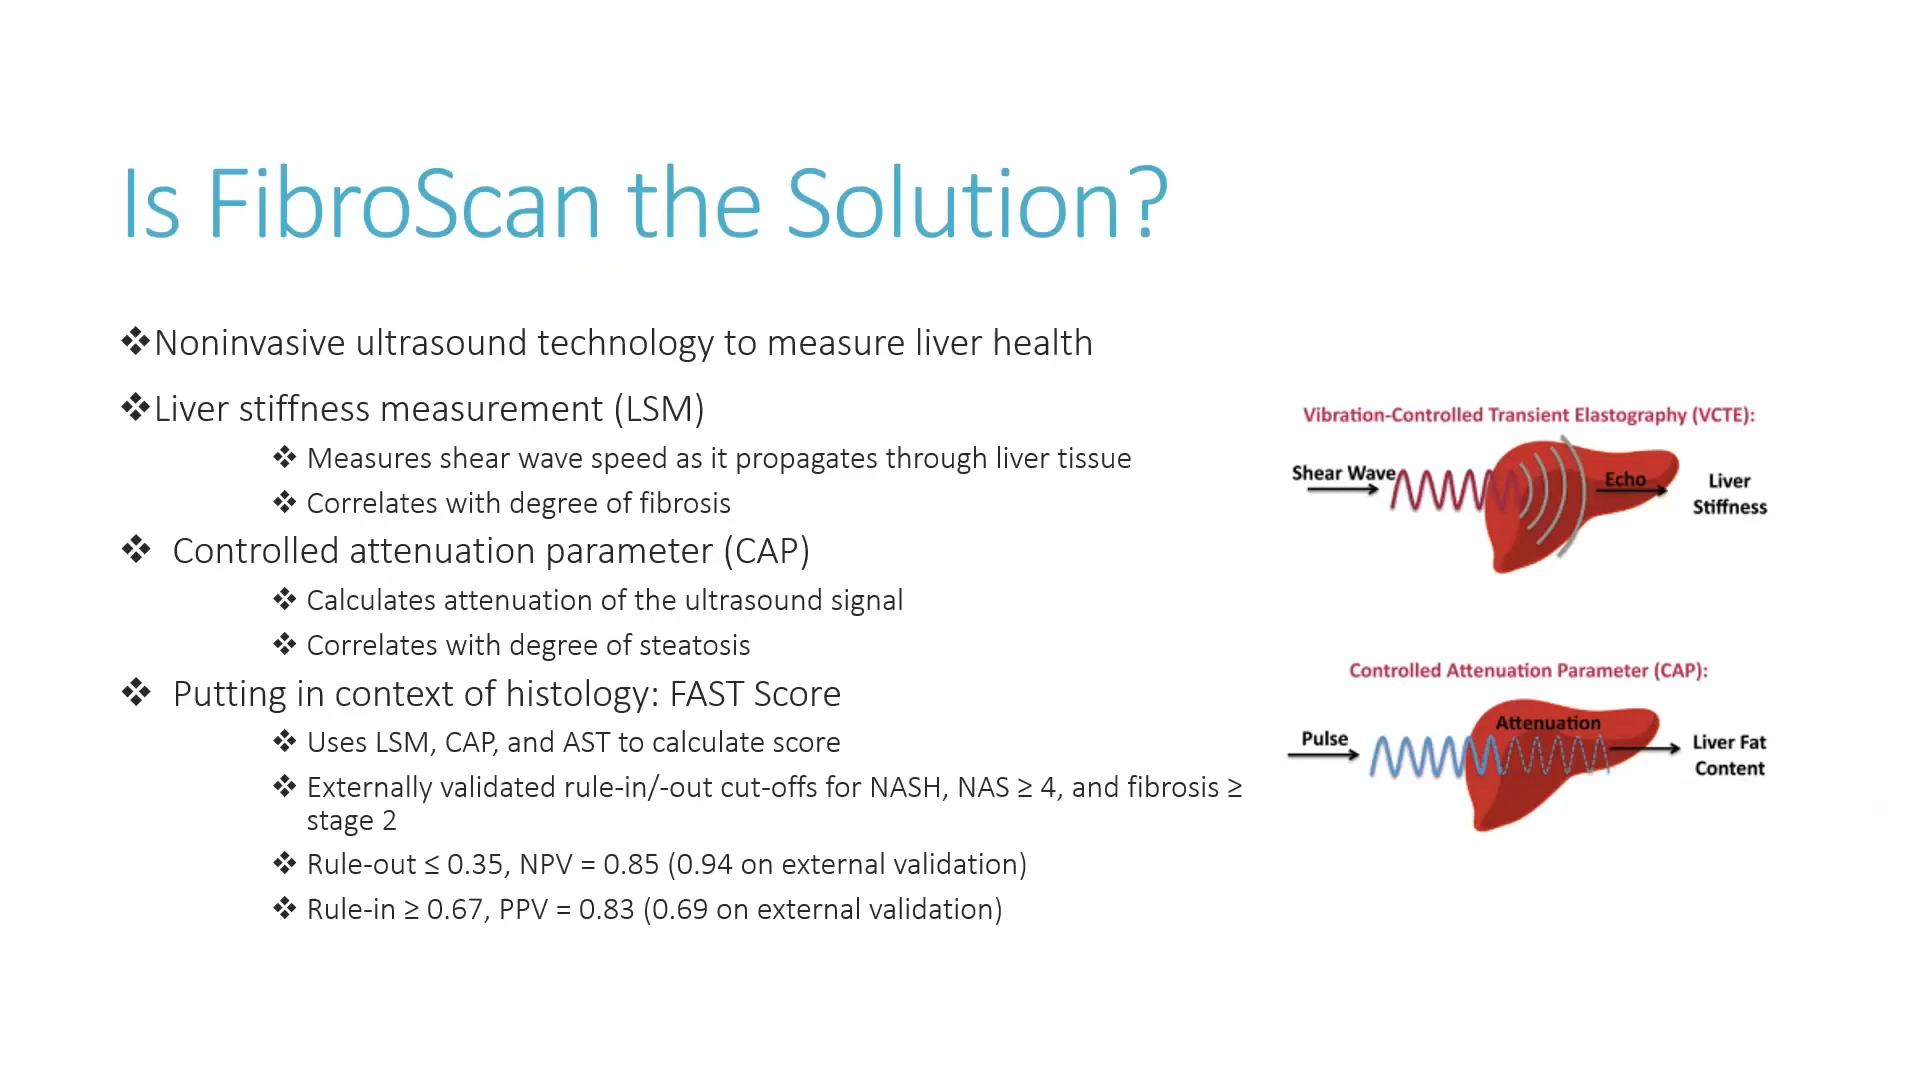 Is FibroScan the Solution?
❖Noninvasive ultrasound technology to measure liver health
❖Liver stiffness measurement (LSM)
❖ Measures shear wave speed as it propagates through liver tissue
❖ Correlates with degree of fibrosis
❖ Controlled attenuation parameter (CAP)
❖ Calculates attenuation of the ultrasound signal
❖ Correlates with degree of steatosis
❖ Putting in context of histology: FAST Score
❖ Uses LSM, CAP, and AST to calculate score
❖ Externally validated rule-in/-out cut-offs for NASH, NAS ≥ 4, and fibrosis ≥
stage 2
❖ Rule-out ≤ 0.35, NPV = 0.85 (0.94 on external validation)
❖ Rule-in ≥ 0.67, PPV = 0.83 (0.69 on external validation)
Vibration-Controlled Transient Elastography (VCTE):
Shear Wave
Echo
Liver
Stiffness
Controlled Attenuation Parameter (CAP):
Attenuation
Pulse
Liver Fat
Content